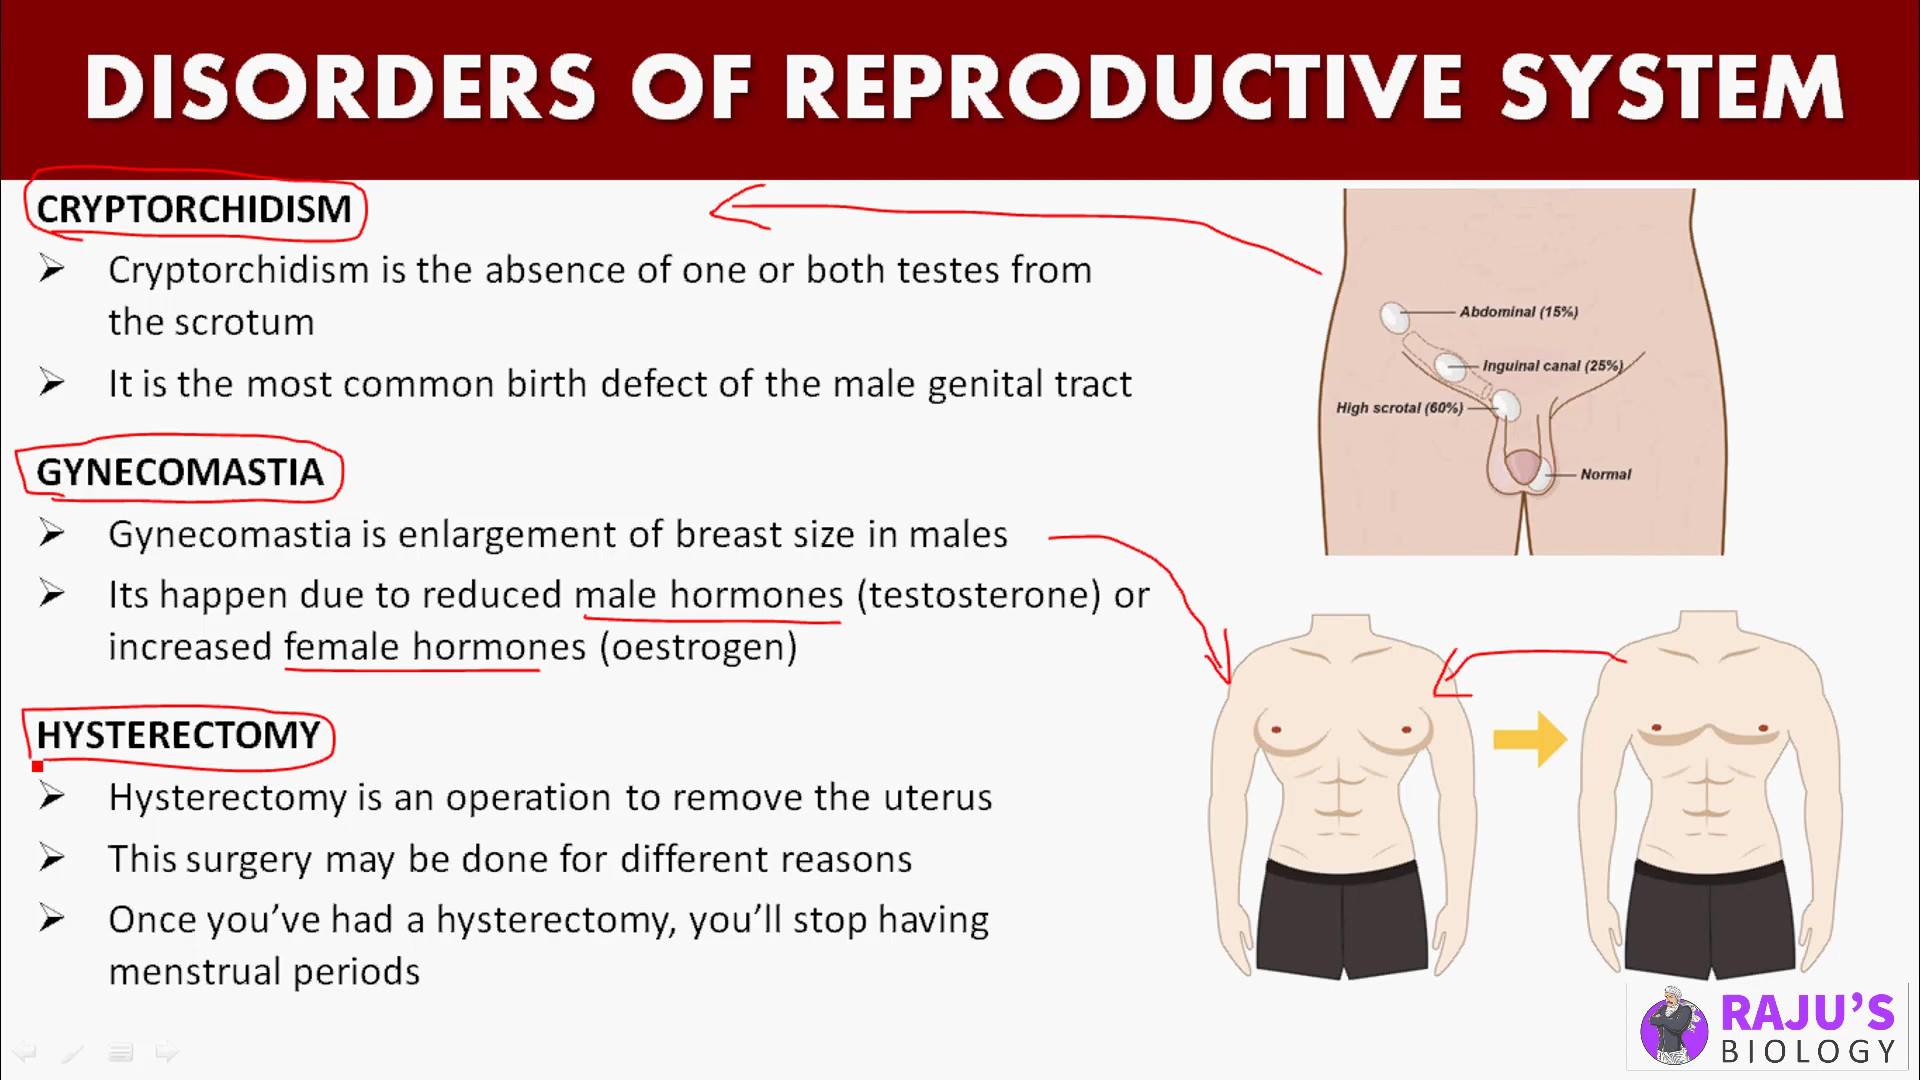 DISORDERS OF REPRODUCTIVE SYSTEM
CRYPTORCHIDISM
Cryptorchidism is the absence of one or both testes from
the scrotum
It is the most common birth defect of the male genital tract
GYNECOMASTIA
Gynecomastia is enlargement of breast size in males
Its happen due to reduced male hormones (testosterone) or
increased female hormones (oestrogen)
HYSTERECTOMY
Hysterectomy is an operation to remove the uterus
This surgery may be done for different reasons
Once you’ve had a hysterectomy, you’ll stop having
menstrual periods
Abdominal (15%)
Inguinal canal (25%)
High scrotal (60%)
Normal
RAJU’S
BIOLOGY